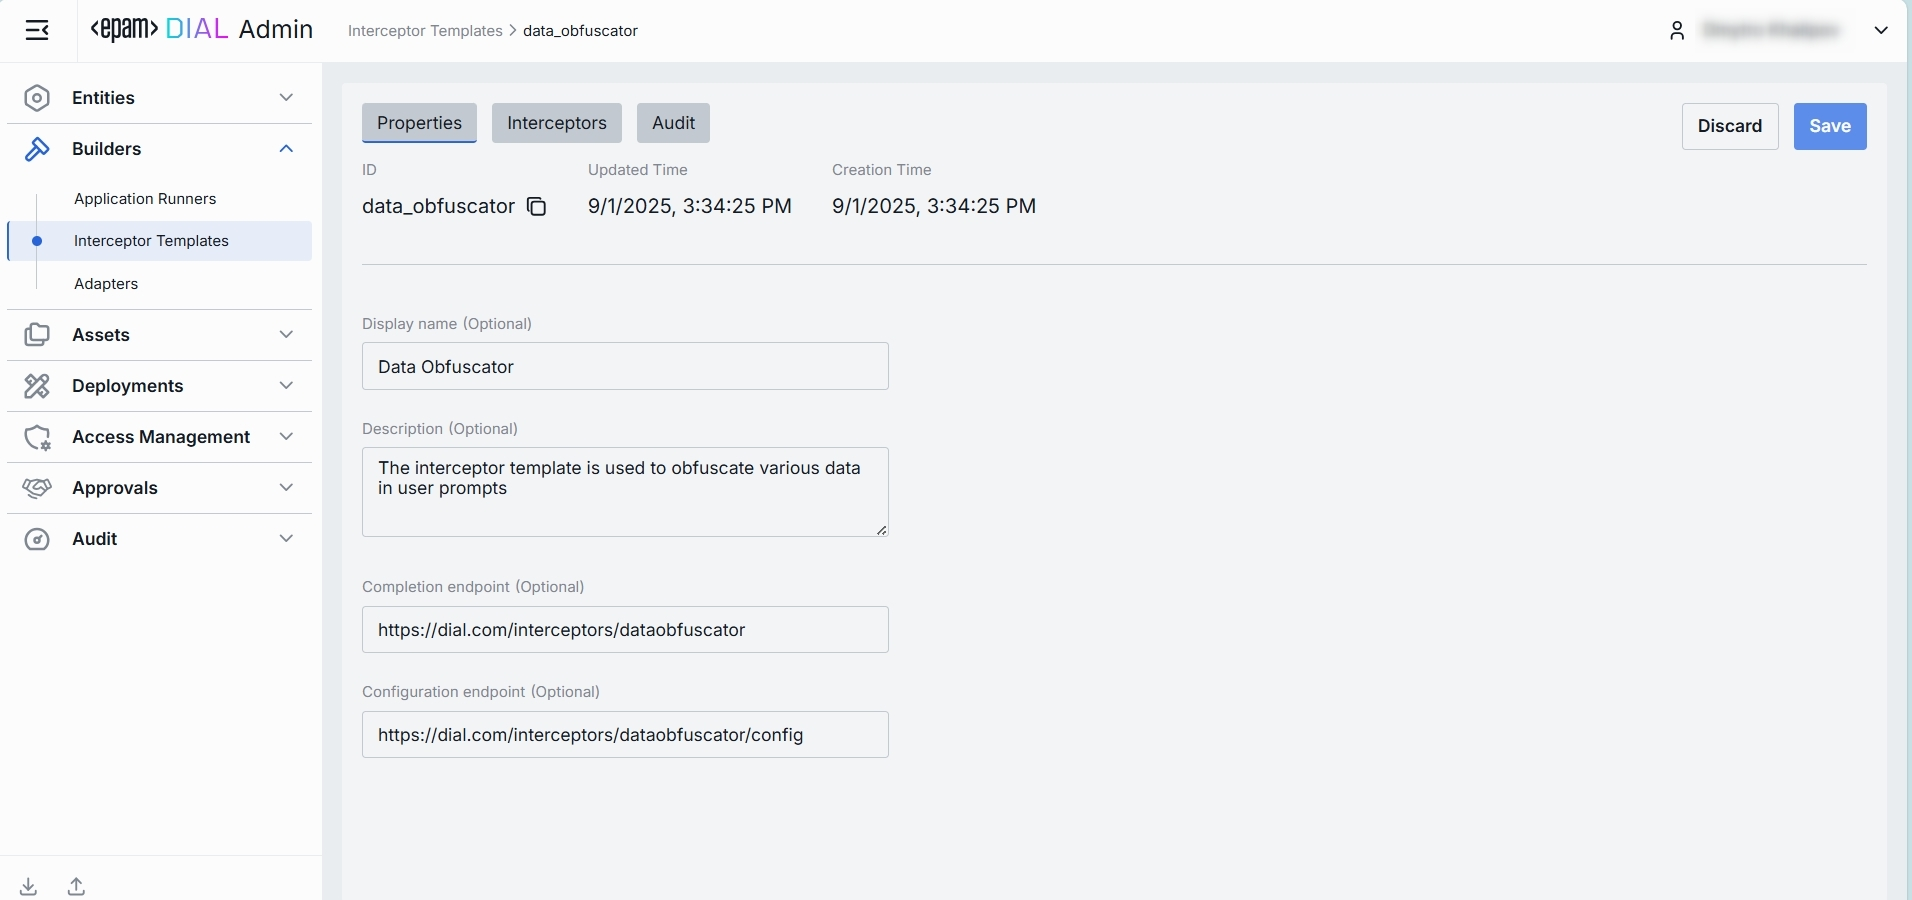 <epam> DIAL Admin
Interceptor Templates > data_obfuscator
Entities
Builders
Application Runners
Interceptor Templates
Adapters
Assets
Deployments
Access Management
Approvals
Audit
Properties
Interceptors
Audit
Discard
Save
ID
Updated Time
Creation Time
data_obfuscator
9/1/2025, 3:34:25 PM
9/1/2025, 3:34:25 PM
Display name (Optional)
Data Obfuscator
Description (Optional)
The interceptor template is used to obfuscate various data
in user prompts
Completion endpoint (Optional)
https://dial.com/interceptors/dataobfuscator
Configuration endpoint (Optional)
https://dial.com/interceptors/dataobfuscator/config